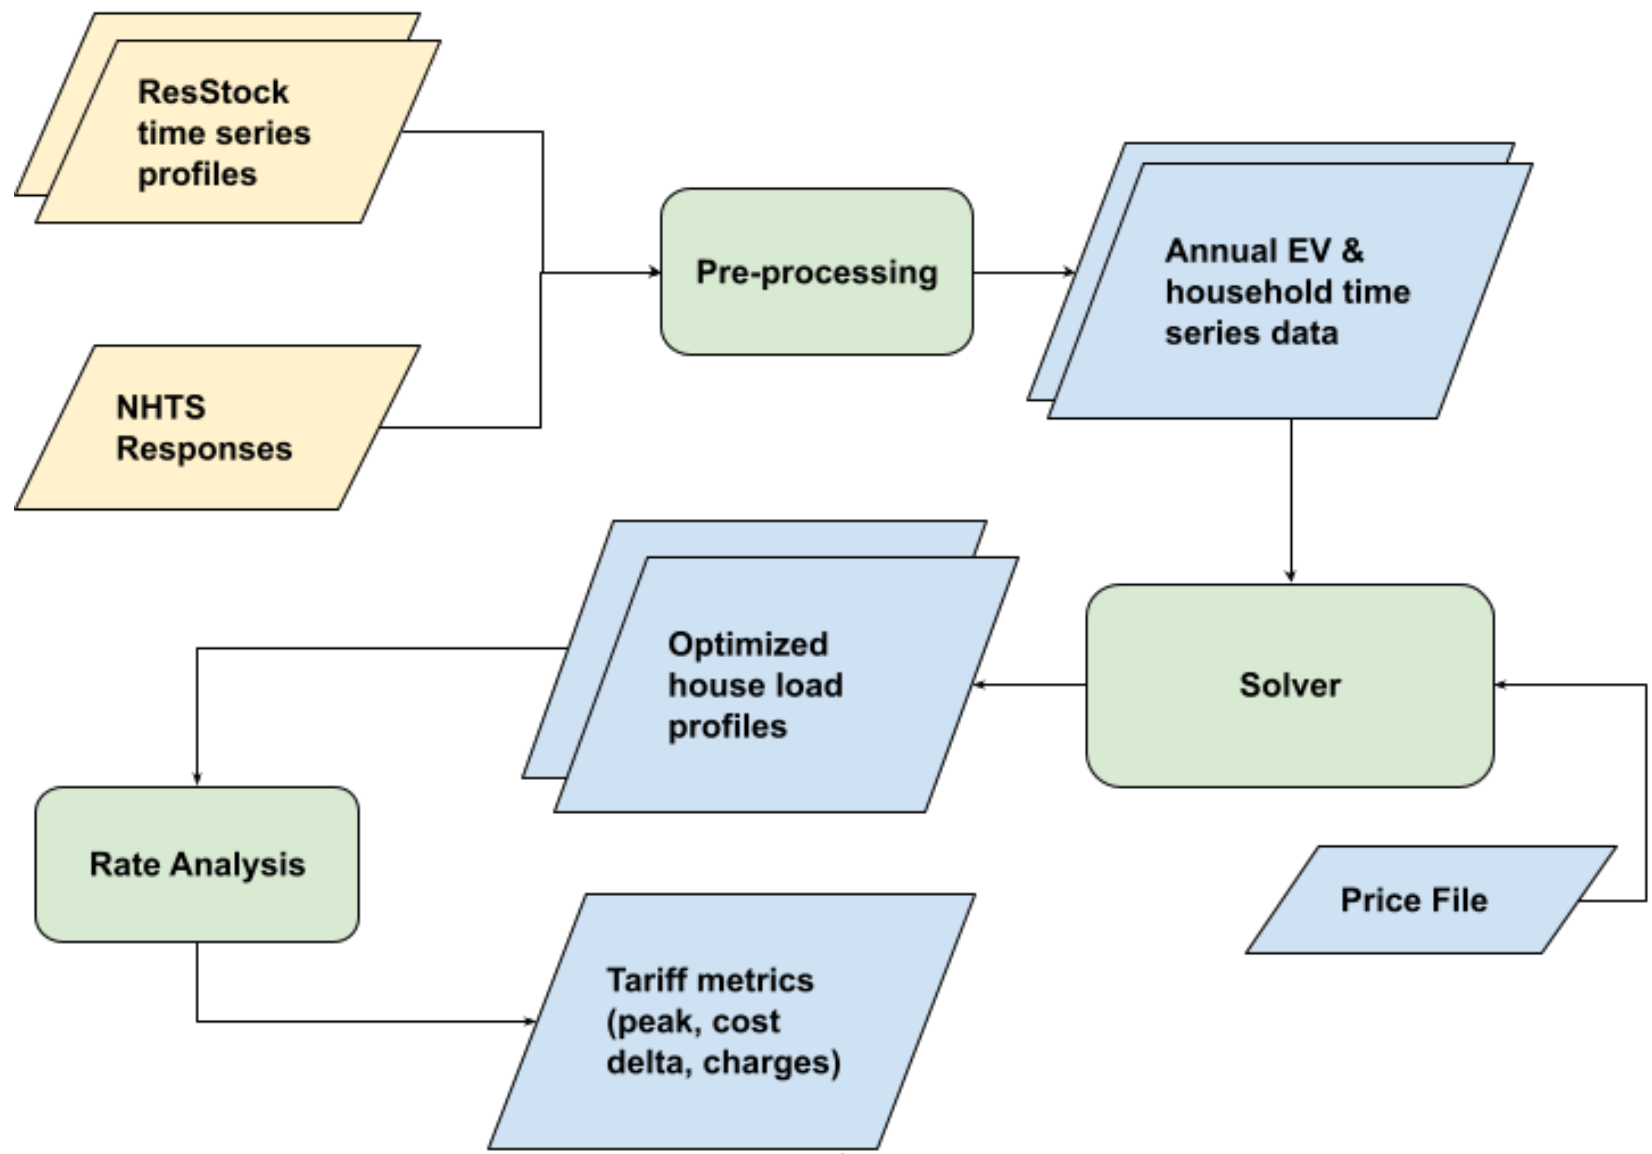 ResStock
time series
profiles
Pre-processing
Annual EV &
household time
series data
NHTS
Responses
Optimized
house load
profiles
Solver
Rate Analysis
Price File
Tariff metrics
(peak, cost
delta, charges)